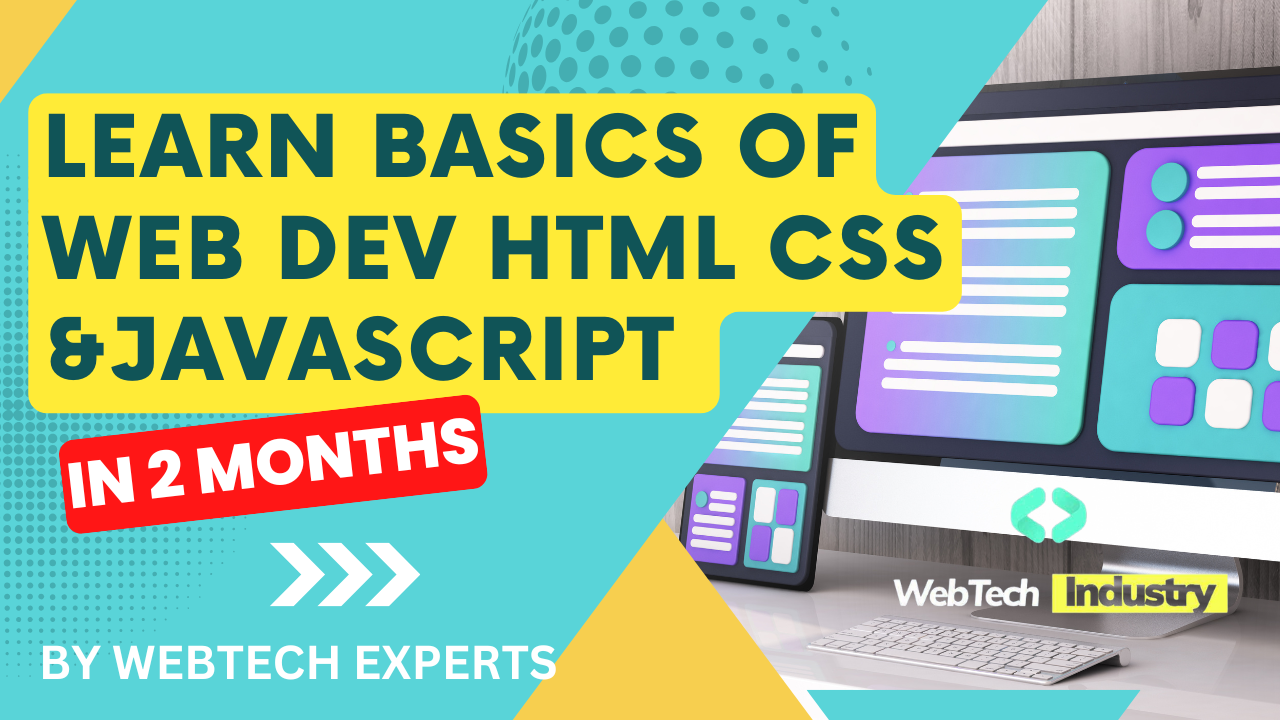 LEARN BASICS OF
WEB DEV HTML CSS
&JAVASCRIPT
IN 2 MONTHS
BY WEBTECH EXPERTS
WebTech Industry